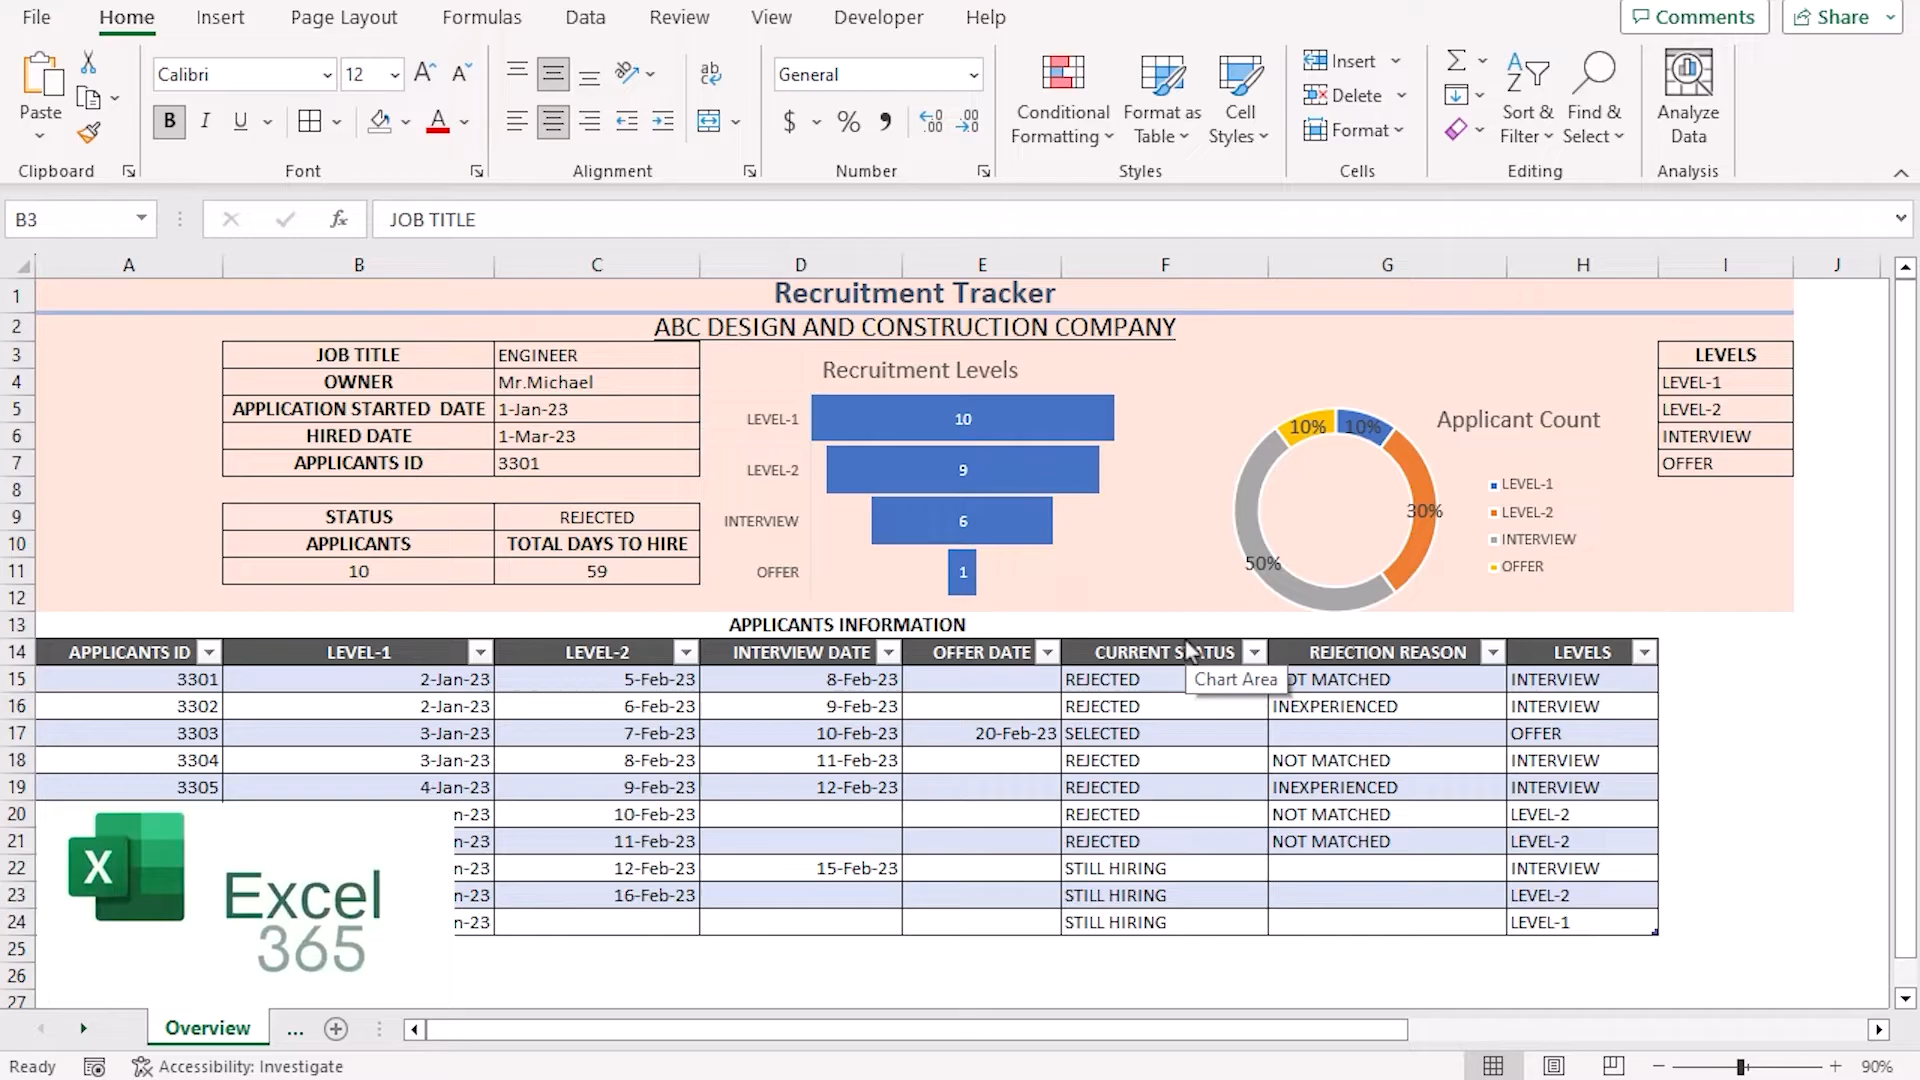 File Home Insert Page Layout Formulas Data Review View Developer Help Comments Share
Calibri 12 General
Paste
B I U
ab
$ %
Conditional Formatting
Format as Table
Cell Styles
Insert
Delete
Format
Sort & Filter
Find & Select
Analyze Data
Clipboard Font Alignment Number Styles Cells Editing Analysis
B3 fx JOB TITLE
A B C D E F G H I J
1 Recruitment Tracker
2 ABC DESIGN AND CONSTRUCTION COMPANY
3 JOB TITLE ENGINEER LEVELS
4 OWNER Mr.Michael LEVEL-1
5 APPLICATION STARTED DATE 1-Jan-23 LEVEL-2
6 HIRED DATE 1-Mar-23 INTERVIEW
7 APPLICANTS ID 3301 OFFER
8
9 STATUS REJECTED
10 APPLICANTS TOTAL DAYS TO HIRE
11 10 59
12
Recruitment Levels
LEVEL-1 10
LEVEL-2 9
INTERVIEW 6
OFFER 1
Applicant Count
10% 10%
30%
50%
LEVEL-1
LEVEL-2
INTERVIEW
OFFER
13 APPLICANTS INFORMATION
14 APPLICANTS ID LEVEL-1 LEVEL-2 INTERVIEW DATE OFFER DATE CURRENT STATUS REJECTION REASON LEVELS
Chart Area
15 3301 2-Jan-23 5-Feb-23 8-Feb-23 REJECTED OT MATCHED INTERVIEW
16 3302 2-Jan-23 6-Feb-23 9-Feb-23 REJECTED INEXPERIENCED INTERVIEW
17 3303 3-Jan-23 7-Feb-23 10-Feb-23 20-Feb-23 SELECTED OFFER
18 3304 3-Jan-23 8-Feb-23 11-Feb-23 REJECTED NOT MATCHED INTERVIEW
19 3305 4-Jan-23 9-Feb-23 12-Feb-23 REJECTED INEXPERIENCED INTERVIEW
20 n-23 10-Feb-23 REJECTED NOT MATCHED LEVEL-2
21 n-23 11-Feb-23 REJECTED NOT MATCHED LEVEL-2
22 n-23 12-Feb-23 15-Feb-23 STILL HIRING INTERVIEW
23 n-23 16-Feb-23 STILL HIRING LEVEL-2
24 n-23 STILL HIRING LEVEL-1
25
26
27
X
Excel
365
Overview ...
Ready Accessibility: Investigate 90%